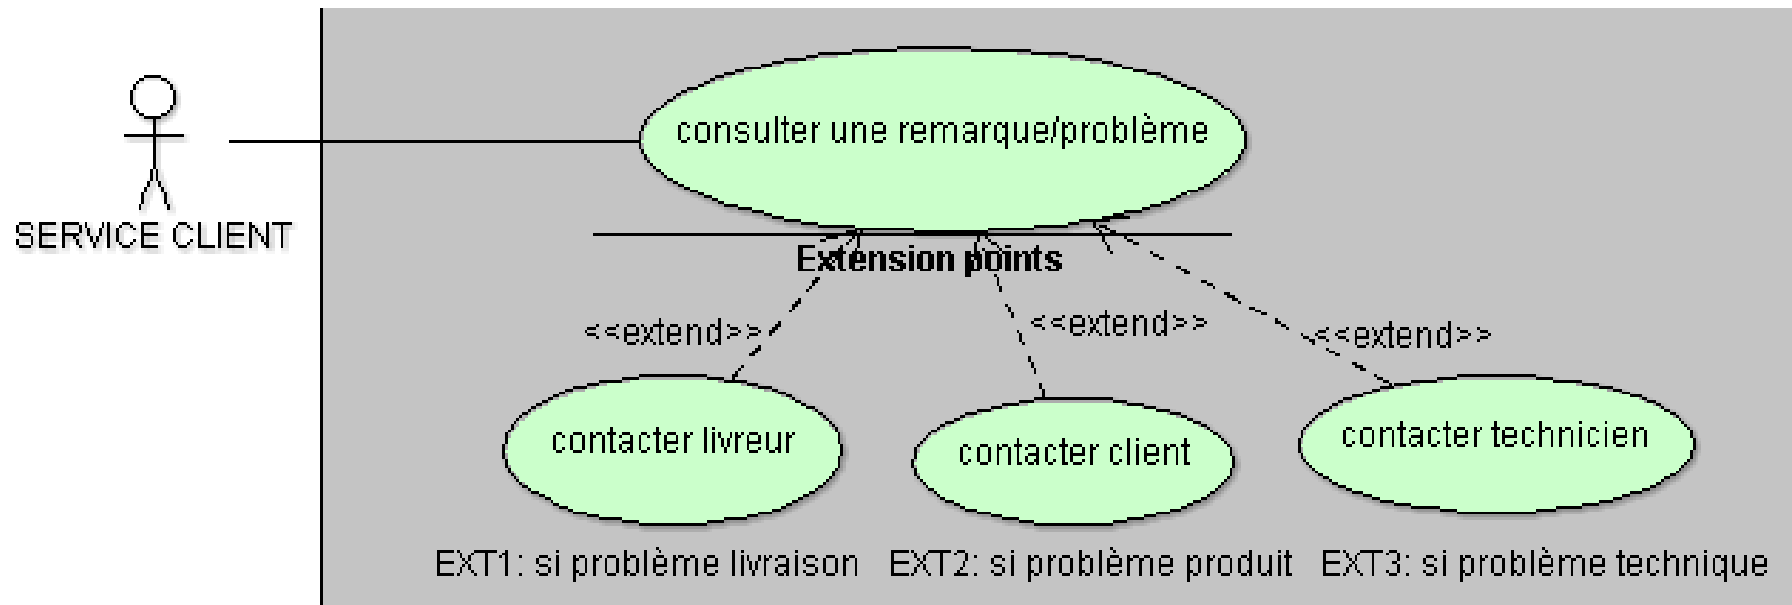 consulter une remarque/problème
SERVICE CLIENT
Extension points
<<extend>>
<<extend>>
<<extend>>
contacter livreur
contacter client
contacter technicien
EXT1: si problème livraison
EXT2: si problème produit
EXT3: si problème technique